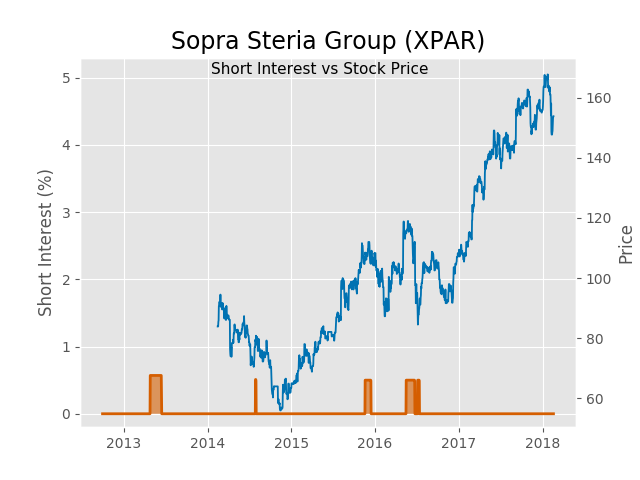 Sopra Steria Group (XPAR)
Short Interest vs Stock Price
Short Interest (%)
5
4
3
2
1
0
160
140
120
100
80
60
Price
2013 2014 2015 2016 2017 2018